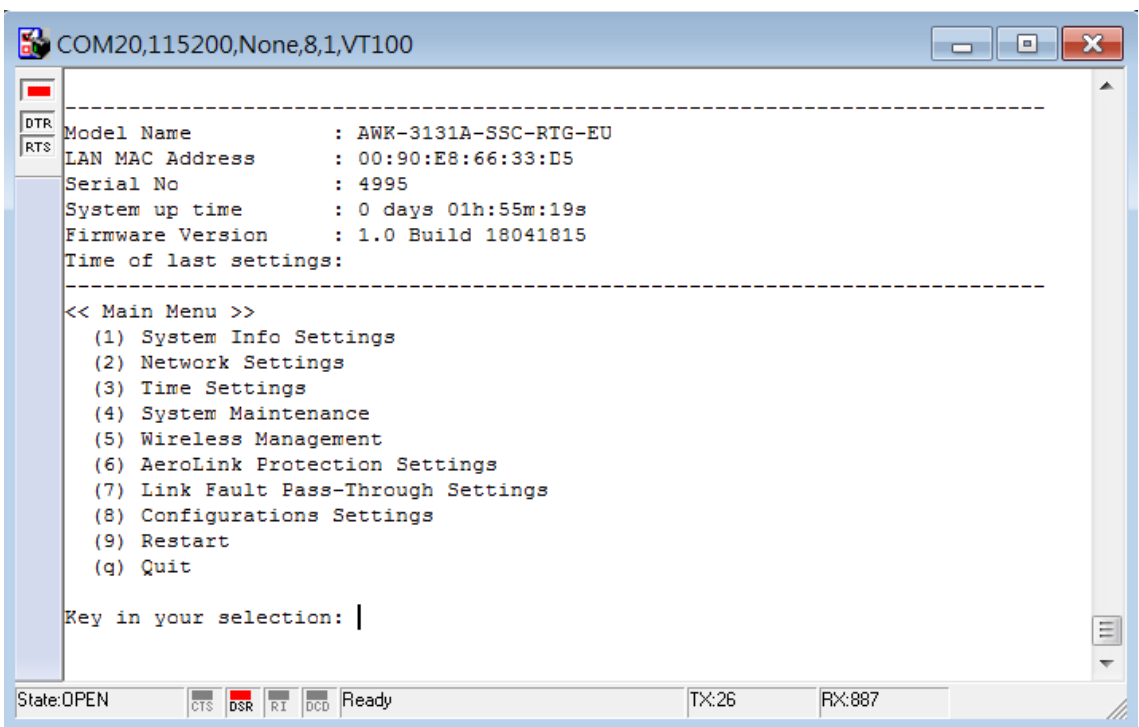 COM20,115200,None,8,1,VT100
DTR
RTS
-----------------------------------------------------------------------------
Model Name           : AWK-3131A-SSC-RTG-EU
LAN MAC Address      : 00:90:E8:66:33:D5
Serial No            : 4995
System up time       : 0 days 01h:55m:19s
Firmware Version     : 1.0 Build 18041815
Time of last settings:
-----------------------------------------------------------------------------
<< Main Menu >>
  (1) System Info Settings
  (2) Network Settings
  (3) Time Settings
  (4) System Maintenance
  (5) Wireless Management
  (6) AeroLink Protection Settings
  (7) Link Fault Pass-Through Settings
  (8) Configurations Settings
  (9) Restart
  (q) Quit
Key in your selection:
State:OPEN CTS DSR RI DCD Ready TX:26 RX:887